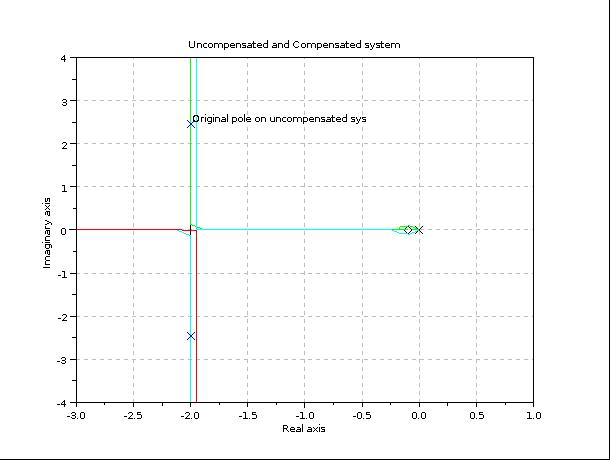 Uncompensated and Compensated system
4
3
2
1
0
-1
-2
-3
-4
Imaginary axis
Original pole on uncompensated sys
-3.0 -2.5 -2.0 -1.5 -1.0 -0.5 0.0 0.5 1.0
Real axis